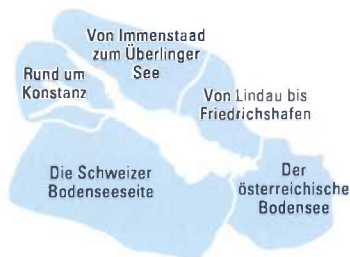 Von Immenstaad
zum Überlinger
See
Rund um
Konstanz
Von Lindau bis
Friedrichshafen
Die Schweizer
Bodenseeseite
Der
österreichische
Bodensee